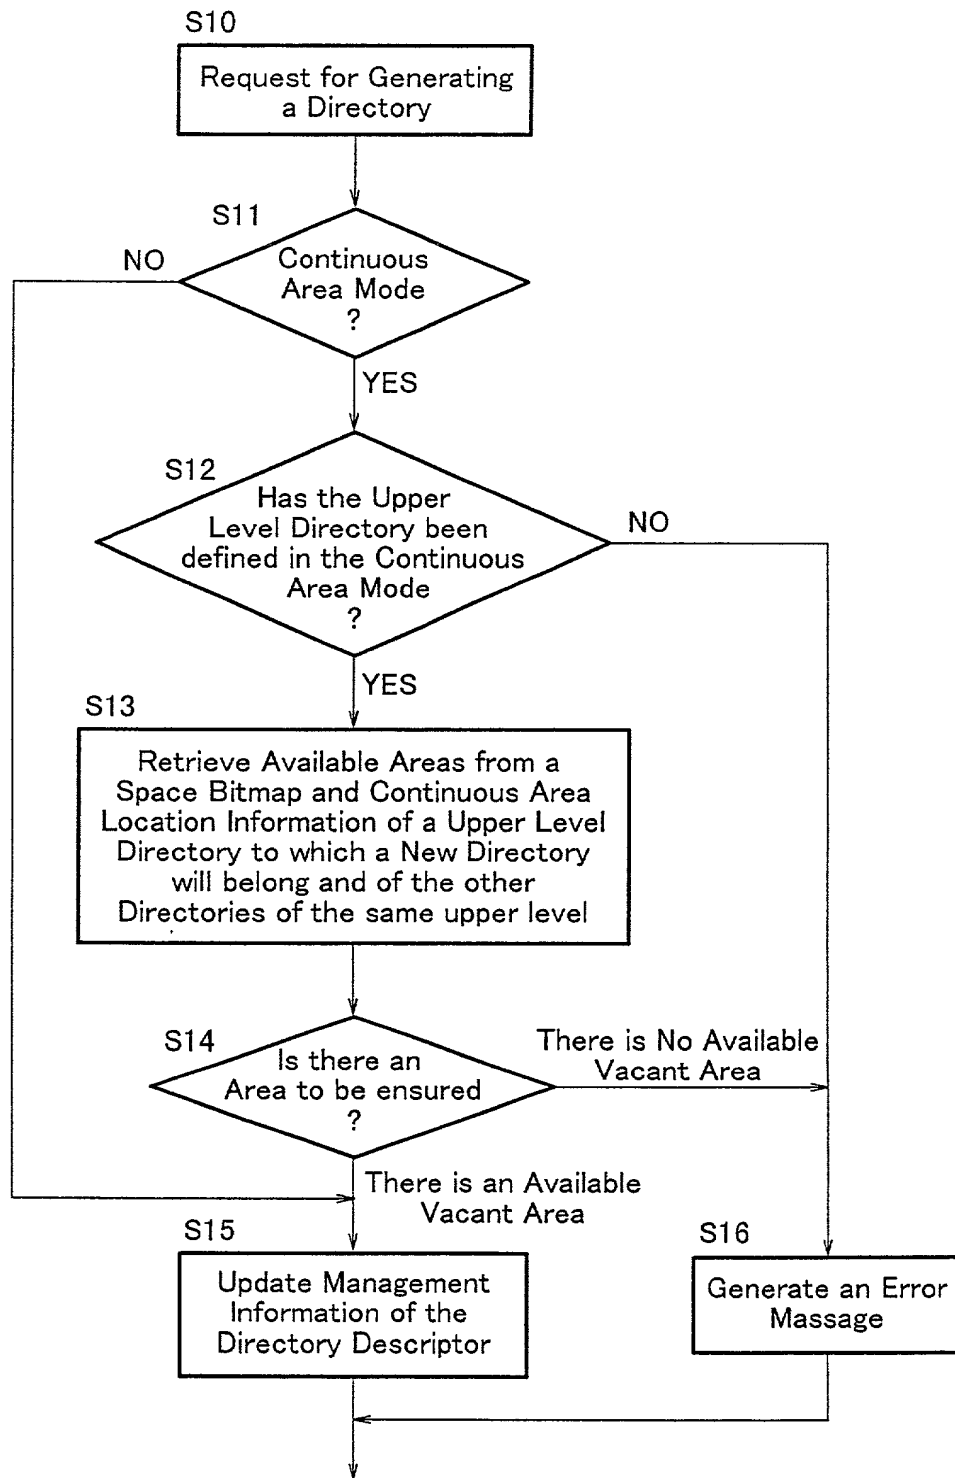 S10
Request for Generating
a Directory
S11
NO
Continuous
Area Mode
?
YES
S12
Has the Upper
Level Directory been
defined in the Continuous
Area Mode
?
NO
YES
S13
Retrieve Available Areas from a
Space Bitmap and Continuous Area
Location Information of a Upper Level
Directory to which a New Directory
will belong and of the other
Directories of the same upper level
S14
Is there an
Area to be ensured
?
There is No Available
Vacant Area
There is an Available
Vacant Area
S15
Update Management
Information of the
Directory Descriptor
S16
Generate an Error
Massage